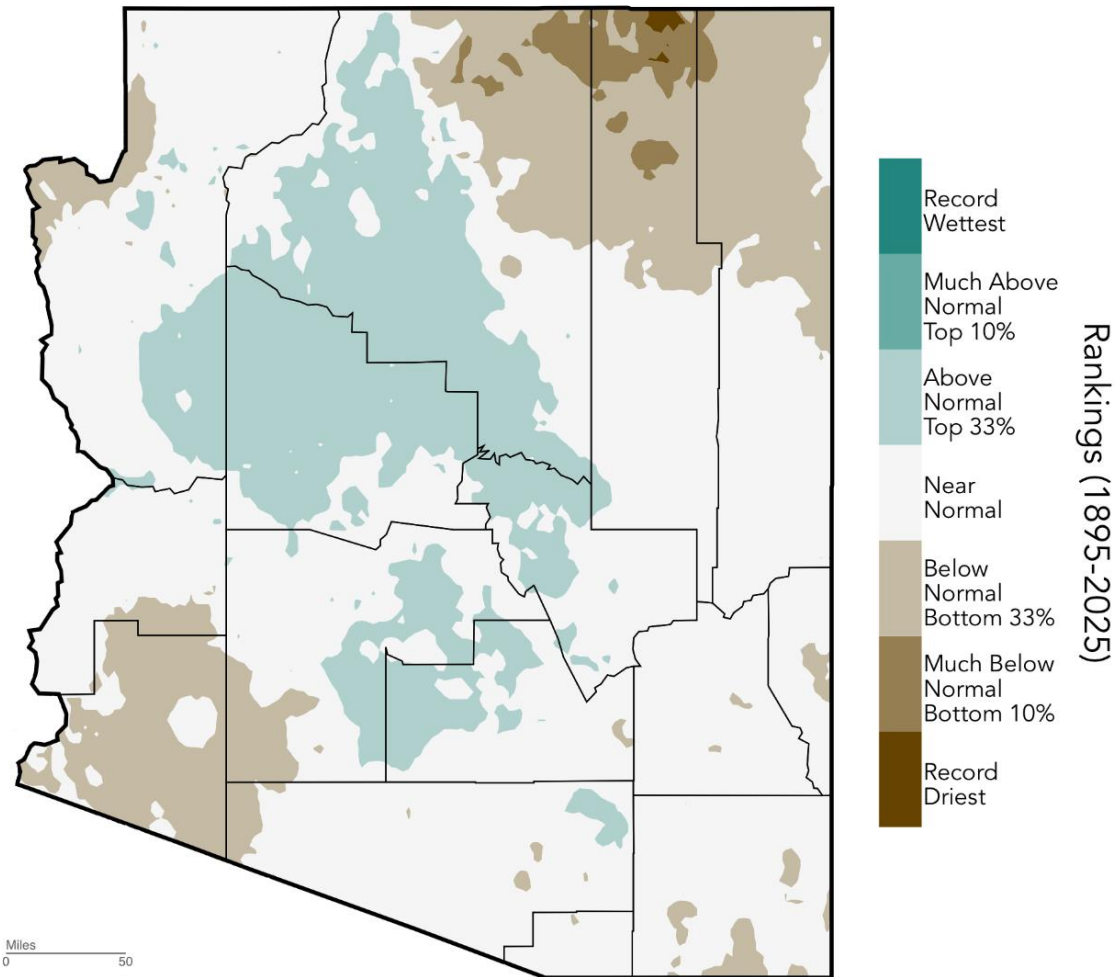 Record
Wettest
Much Above
Normal
Top 10%
Above
Normal
Top 33%
Near
Normal
Below
Normal
Bottom 33%
Much Below
Normal
Bottom 10%
Record
Driest
Rankings (1895-2025)
Miles
0 50